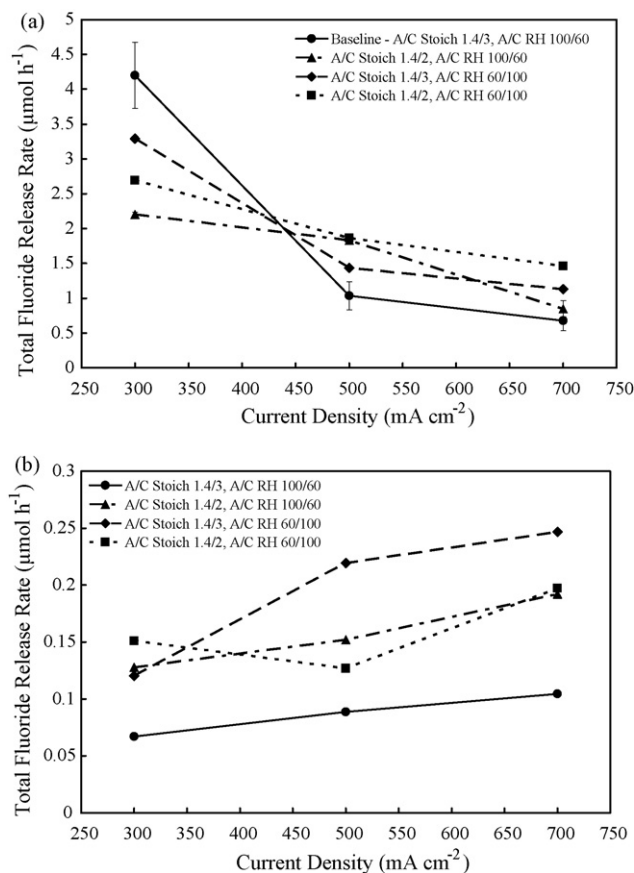 (a)
Total Fluoride Release Rate (μmol h⁻¹)
5
4.5
4
3.5
3
2.5
2
1.5
1
0.5
0
Baseline - A/C Stoich 1.4/3, A/C RH 100/60
A/C Stoich 1.4/2, A/C RH 100/60
A/C Stoich 1.4/3, A/C RH 60/100
A/C Stoich 1.4/2, A/C RH 60/100
250 300 350 400 450 500 550 600 650 700 750
Current Density (mA cm⁻²)
(b)
Total Fluoride Release Rate (μmol h⁻¹)
0.3
0.25
0.2
0.15
0.1
0.05
0
A/C Stoich 1.4/3, A/C RH 100/60
A/C Stoich 1.4/2, A/C RH 100/60
A/C Stoich 1.4/3, A/C RH 60/100
A/C Stoich 1.4/2, A/C RH 60/100
250 300 350 400 450 500 550 600 650 700 750
Current Density (mA cm⁻²)